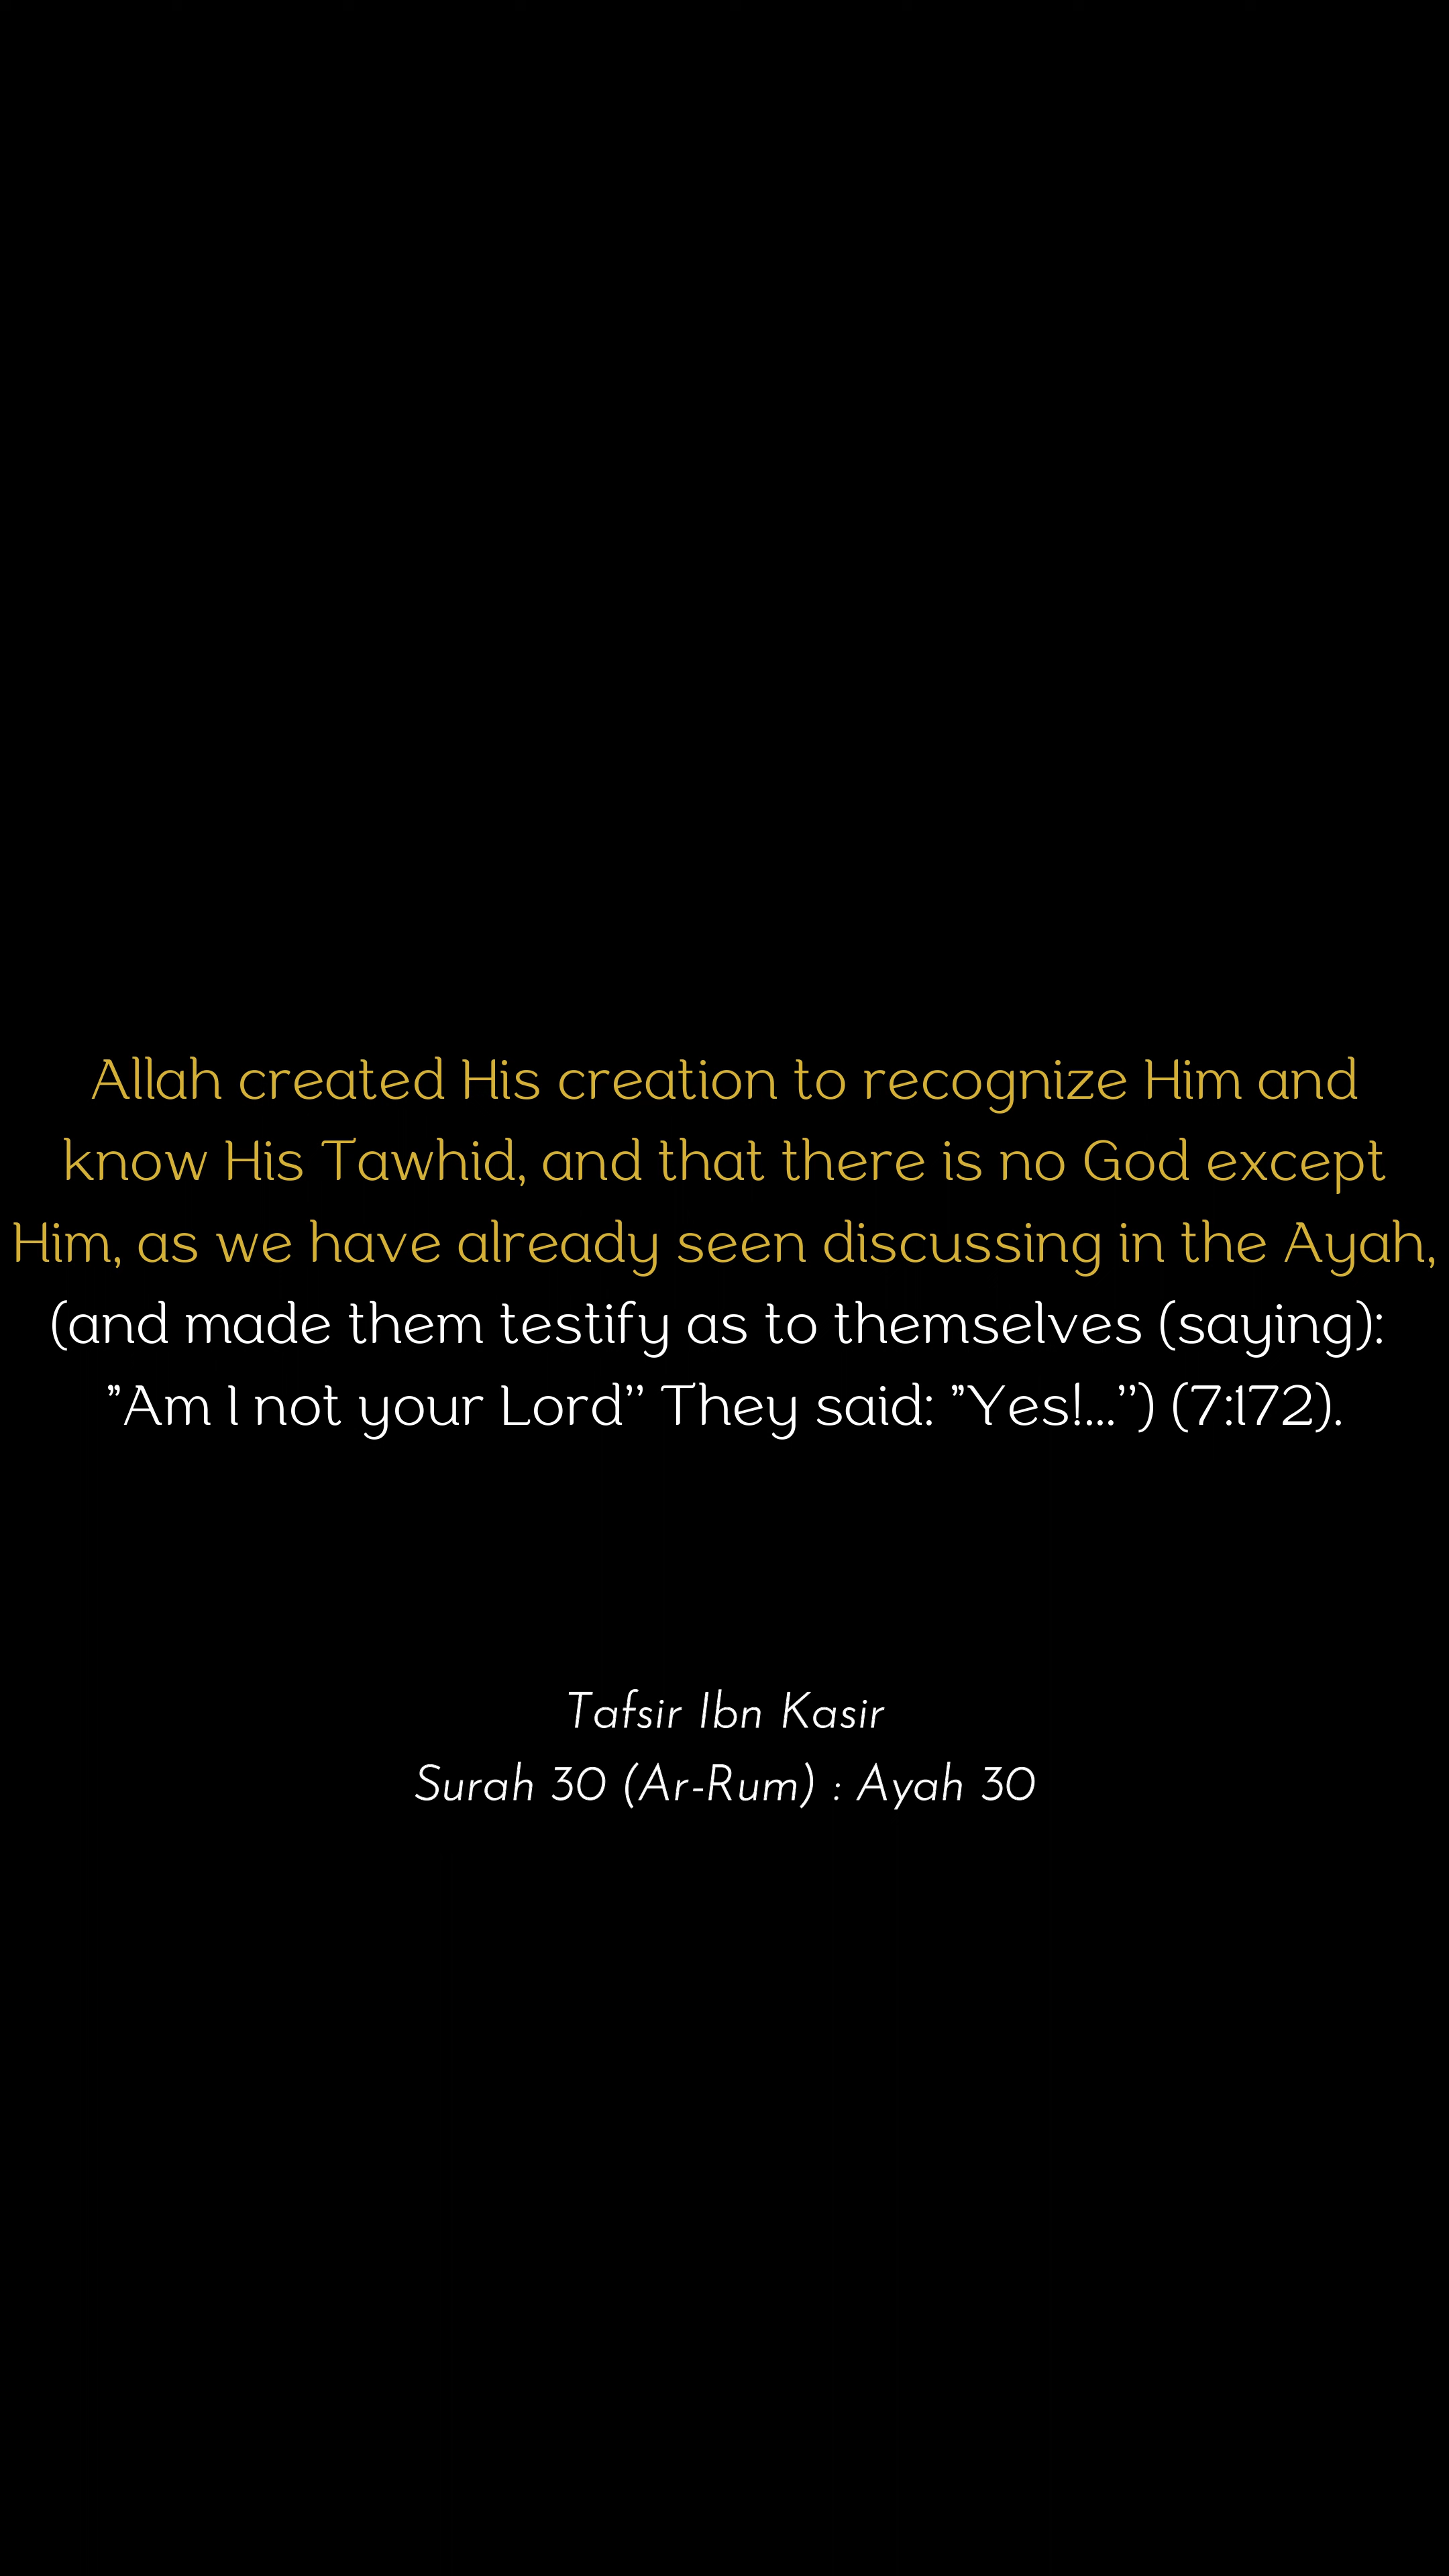 Allah created His creation to recognize Him and
know His Tawhid, and that there is no God except
Him, as we have already seen discussing in the Ayah,
(and made them testify as to themselves (saying):
"Am I not your Lord'' They said: "Yes!...'') (7:172).
Tafsir Ibn Kasir
Surah 30 (Ar-Rum) : Ayah 30